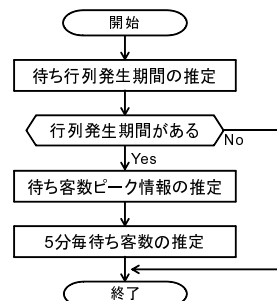 開始
待ち行列発生期間の推定
行列発生期間がある
No
Yes
待ち客数ピーク情報の推定
5分毎待ち客数の推定
終了